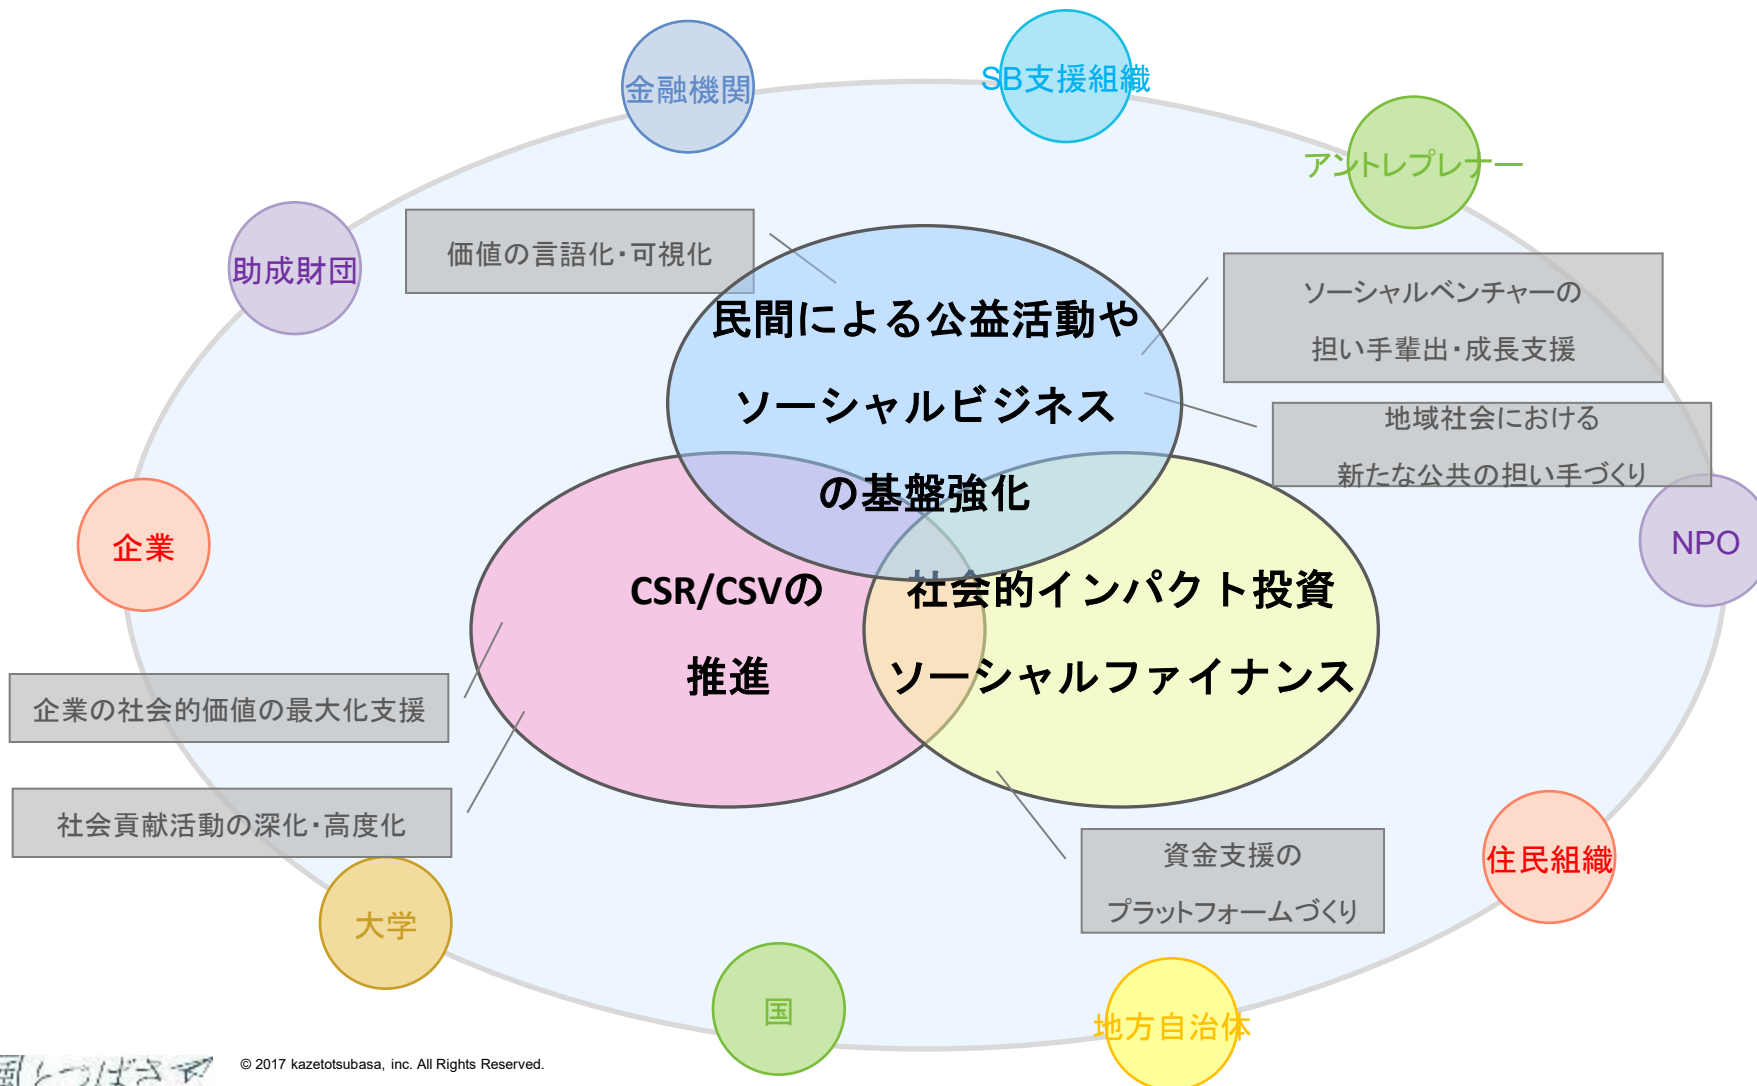 金融機関
SB支援組織
アントレプレナー
助成財団
価値の言語化・可視化
ソーシャルベンチャーの
担い手輩出・成長支援
民間による公益活動や
ソーシャルビジネス
の基盤強化
地域社会における
新たな公共の担い手づくり
企業
NPO
CSR/CSVの
推進
社会的インパクト投資
ソーシャルファイナンス
企業の社会的価値の最大化支援
社会貢献活動の深化・高度化
資金支援の
プラットフォームづくり
住民組織
大学
国
地方自治体
風とつばさ
© 2017 kazetotsubasa, inc. All Rights Reserved.